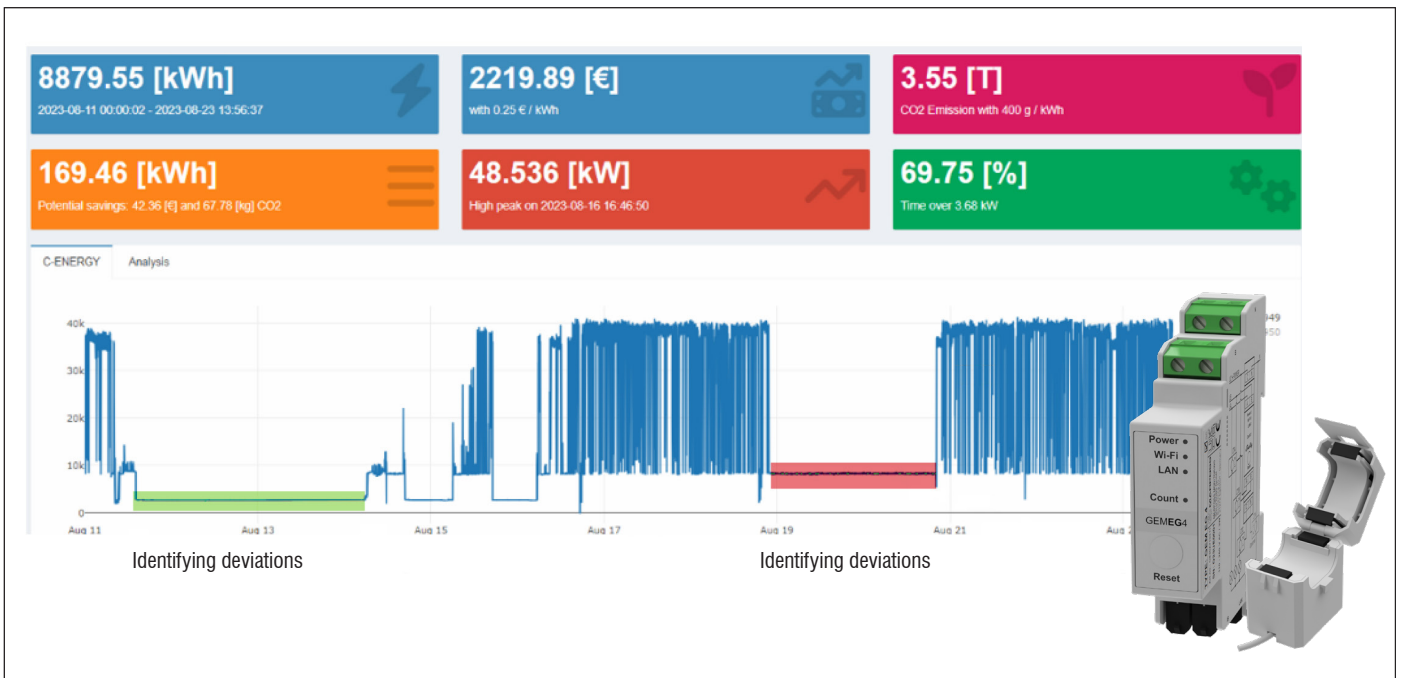 8879.55 [kWh]
2023-08-11 00:00:02 - 2023-08-23 13:56:37
2219.89 [€]
with 0.25 € / kWh
3.55 [T]
CO2 Emission with 400 g / kWh
169.46 [kWh]
Potential savings: 42.36 [€] and 67.78 [kg] CO2
48.536 [kW]
High peak on 2023-08-16 16:46:50
69.75 [%]
Time over 3.68 kW
C-ENERGY Analysis
40k
30k
20k
10k
0
Aug 11 Aug 13 Aug 15 Aug 17 Aug 19 Aug 21 Aug
Identifying deviations Identifying deviations
Power
Wi-Fi
LAN
Count
GEMEG4
Reset